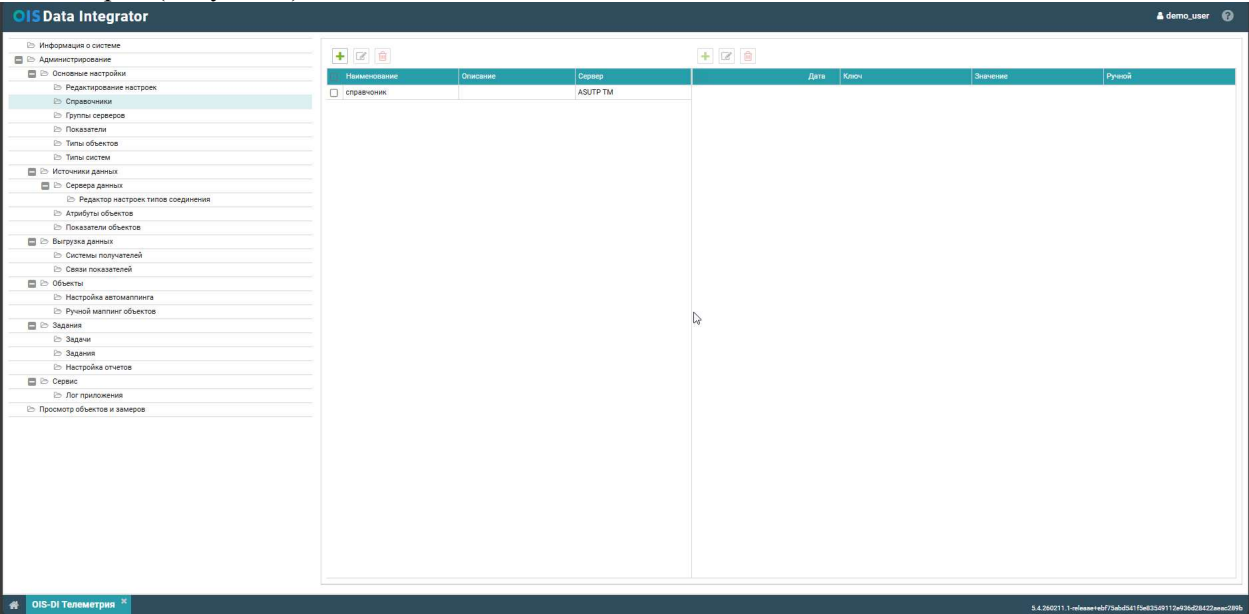 OIS Data Integrator
demo_user
Информация о системе
Администрирование
Основные настройки
Редактирование настроек
Справочники
Группы серверов
Показатели
Типы объектов
Типы систем
Источники данных
Сервера данных
Редактор настроек типов соединения
Атрибуты объектов
Показатели объектов
Выгрузка данных
Системы получателей
Связи показателей
Объекты
Настройка автомаппинга
Ручной маппинг объектов
Задания
Задачи
Задания
Настройка отчетов
Сервис
Лог приложения
Просмотр объектов и замеров
Наименование Описание Сервер
справчоник ASUTP TM
Дата Ключ Значение Ручной
OIS-DI Телеметрия